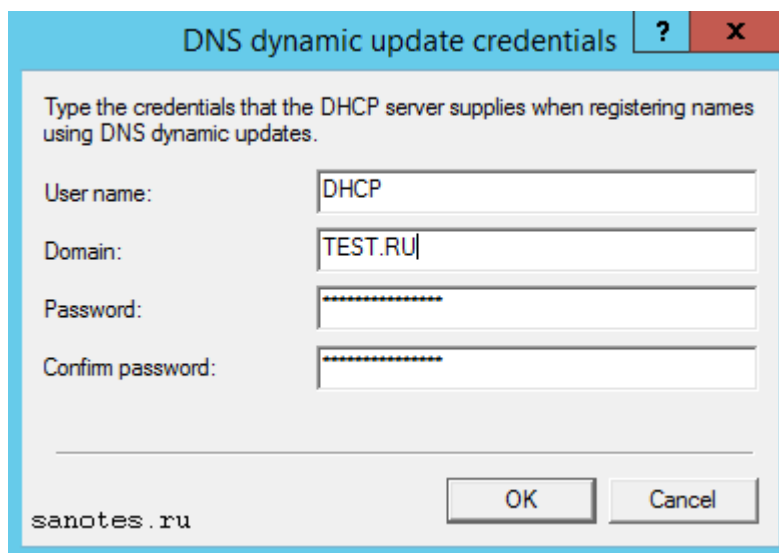 DNS dynamic update credentials ? x
Type the credentials that the DHCP server supplies when registering names
using DNS dynamic updates.
User name: DHCP
Domain: TEST.RU
Password: ***************
Confirm password: ***************
OK Cancel
sanotes.ru